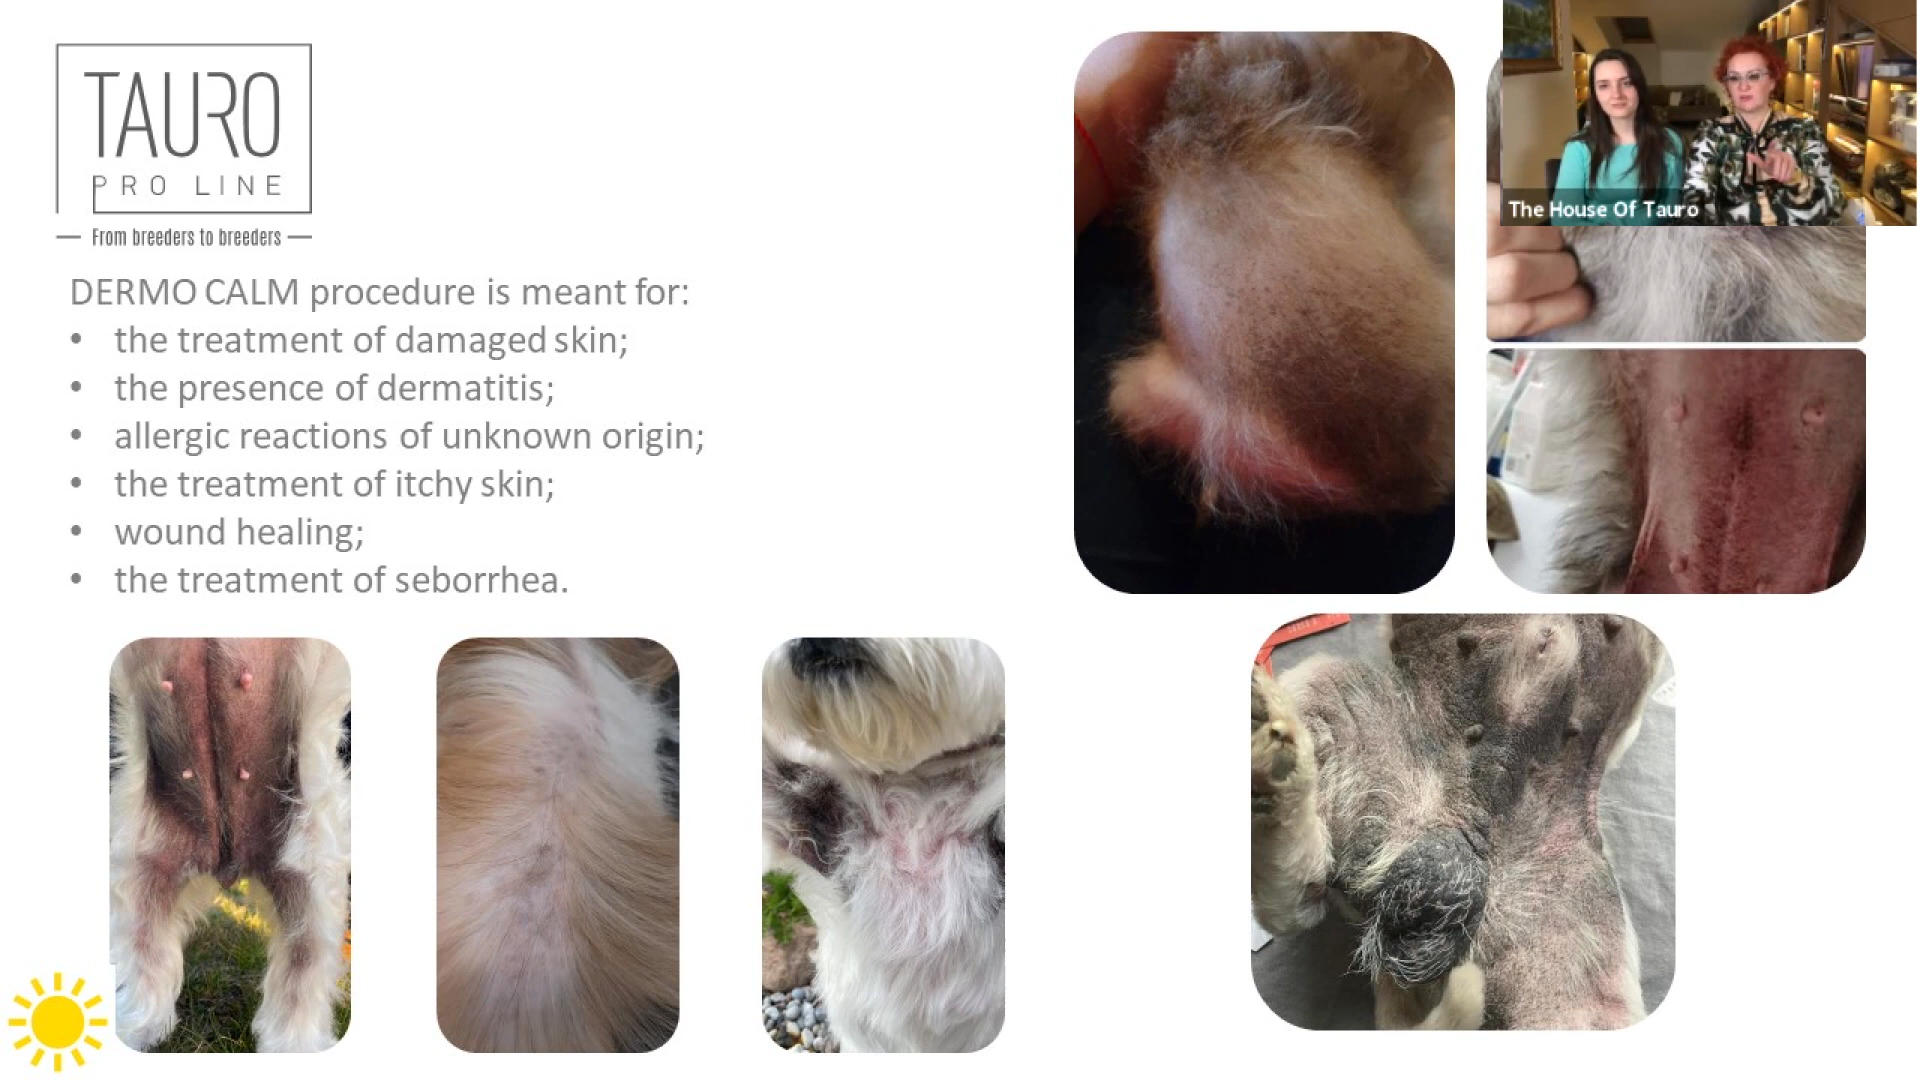 TAURO
PRO LINE
From breeders to breeders
DERMO CALM procedure is meant for:
• the treatment of damaged skin;
• the presence of dermatitis;
• allergic reactions of unknown origin;
• the treatment of itchy skin;
• wound healing;
• the treatment of seborrhea.
The House Of Tauro